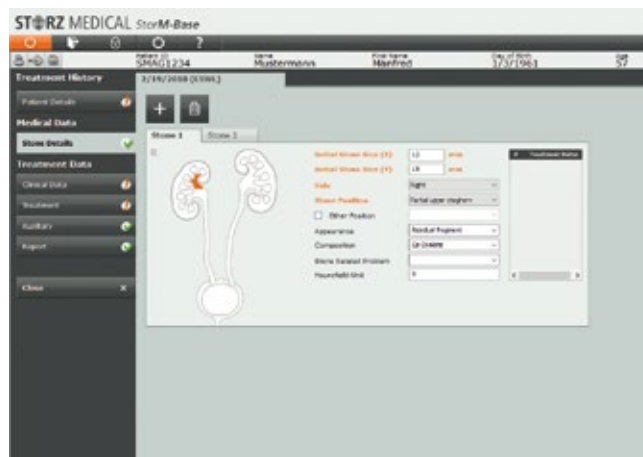 STORZ MEDICAL StorM-Base
?
Patient ID Name First Name Day of Birth Age
SMAG1234 Mustermann Manfred 1/3/1961 57
Treatment History
2/19/2018 (ESWL)
Patient Details
Medical Data
Stone Details
Treatment Data
Clinical Data
Treatment
Auxiliary
Report
Close x
+
Stone 1 Stone 2
Initial Stone Size (X) 12 mm
Initial Stone Size (Y) mm
Side Right
Stone Position
Other Position
Appearance Residual Fragment
Composition
Stone Related Problem
Hounsfield Unit 0
# Treatment Status